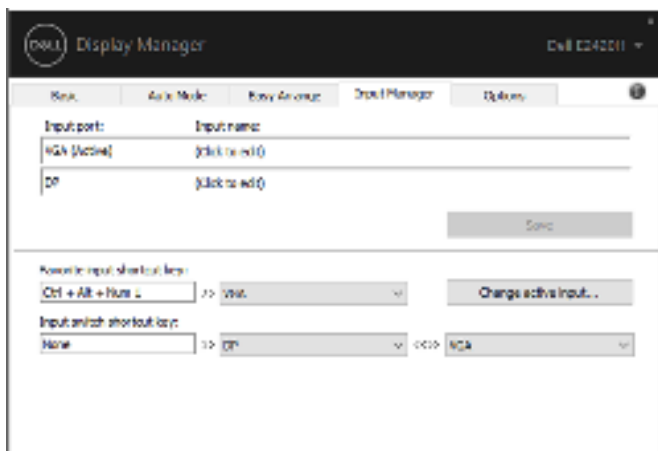 DELL Display Manager Dell E2420H
Basic Auto Mode Easy Arrange Input Manager Options
Input port: Input name:
VGA (Active) (Click to edit)
DP (Click to edit)
Save
Favorite input shortcut key:
Ctrl + Alt + Num 1 >> VGA Change active input...
Input switch shortcut key:
None >> DP <<>> VGA